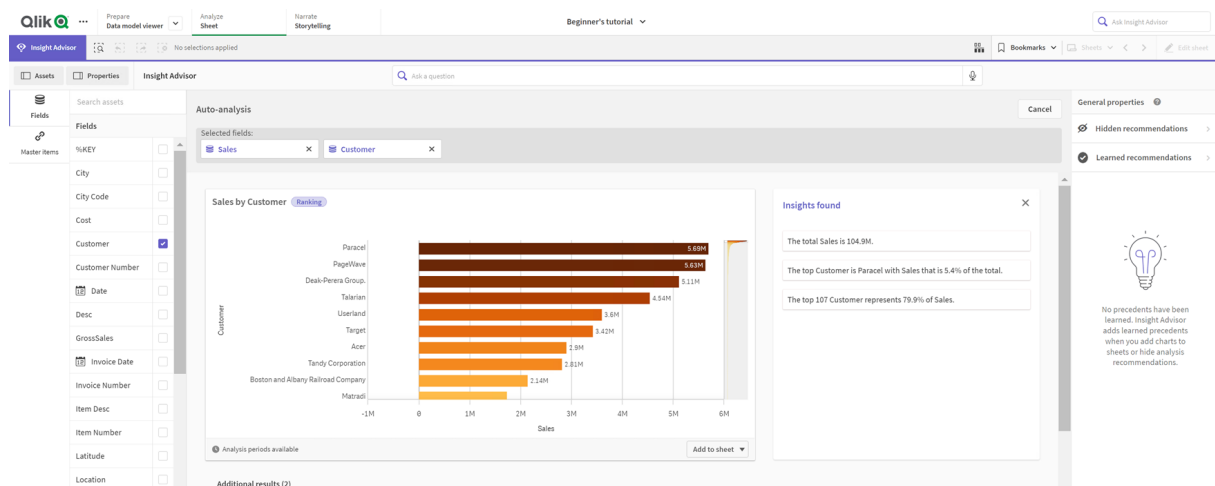 Qlik
Prepare
Data model viewer
Analyze
Sheet
Narrate
Storytelling
Beginner's tutorial
Ask Insight Advisor
Insight Advisor
No selections applied
Bookmarks
Sheets
Edit sheet
Assets
Properties
Insight Advisor
Ask a question
Fields
Master items
Search assets
Fields
%KEY
City
City Code
Cost
Customer
Customer Number
Date
Desc
GrossSales
Invoice Date
Invoice Number
Item Desc
Item Number
Latitude
Location
Auto-analysis
Cancel
Selected fields:
Sales
Customer
Sales by Customer Ranking
Customer
Paracel 5.69M
PageWave 5.63M
Deak-Perera Group. 5.11M
Talarian 4.54M
Userland 3.6M
Target 3.42M
Acer 2.9M
Tandy Corporation 2.81M
Boston and Albany Railroad Company 2.14M
Matradi
-1M 0 1M 2M 3M 4M 5M 6M
Sales
Analysis periods available
Add to sheet
Additional results (2)
Insights found
The total Sales is 104.9M.
The top Customer is Paracel with Sales that is 5.4% of the total.
The top 107 Customer represents 79.9% of Sales.
General properties
Hidden recommendations
Learned recommendations
No precedents have been
learned. Insight Advisor
adds learned precedents
when you add charts to
sheets or hide analysis
recommendations.